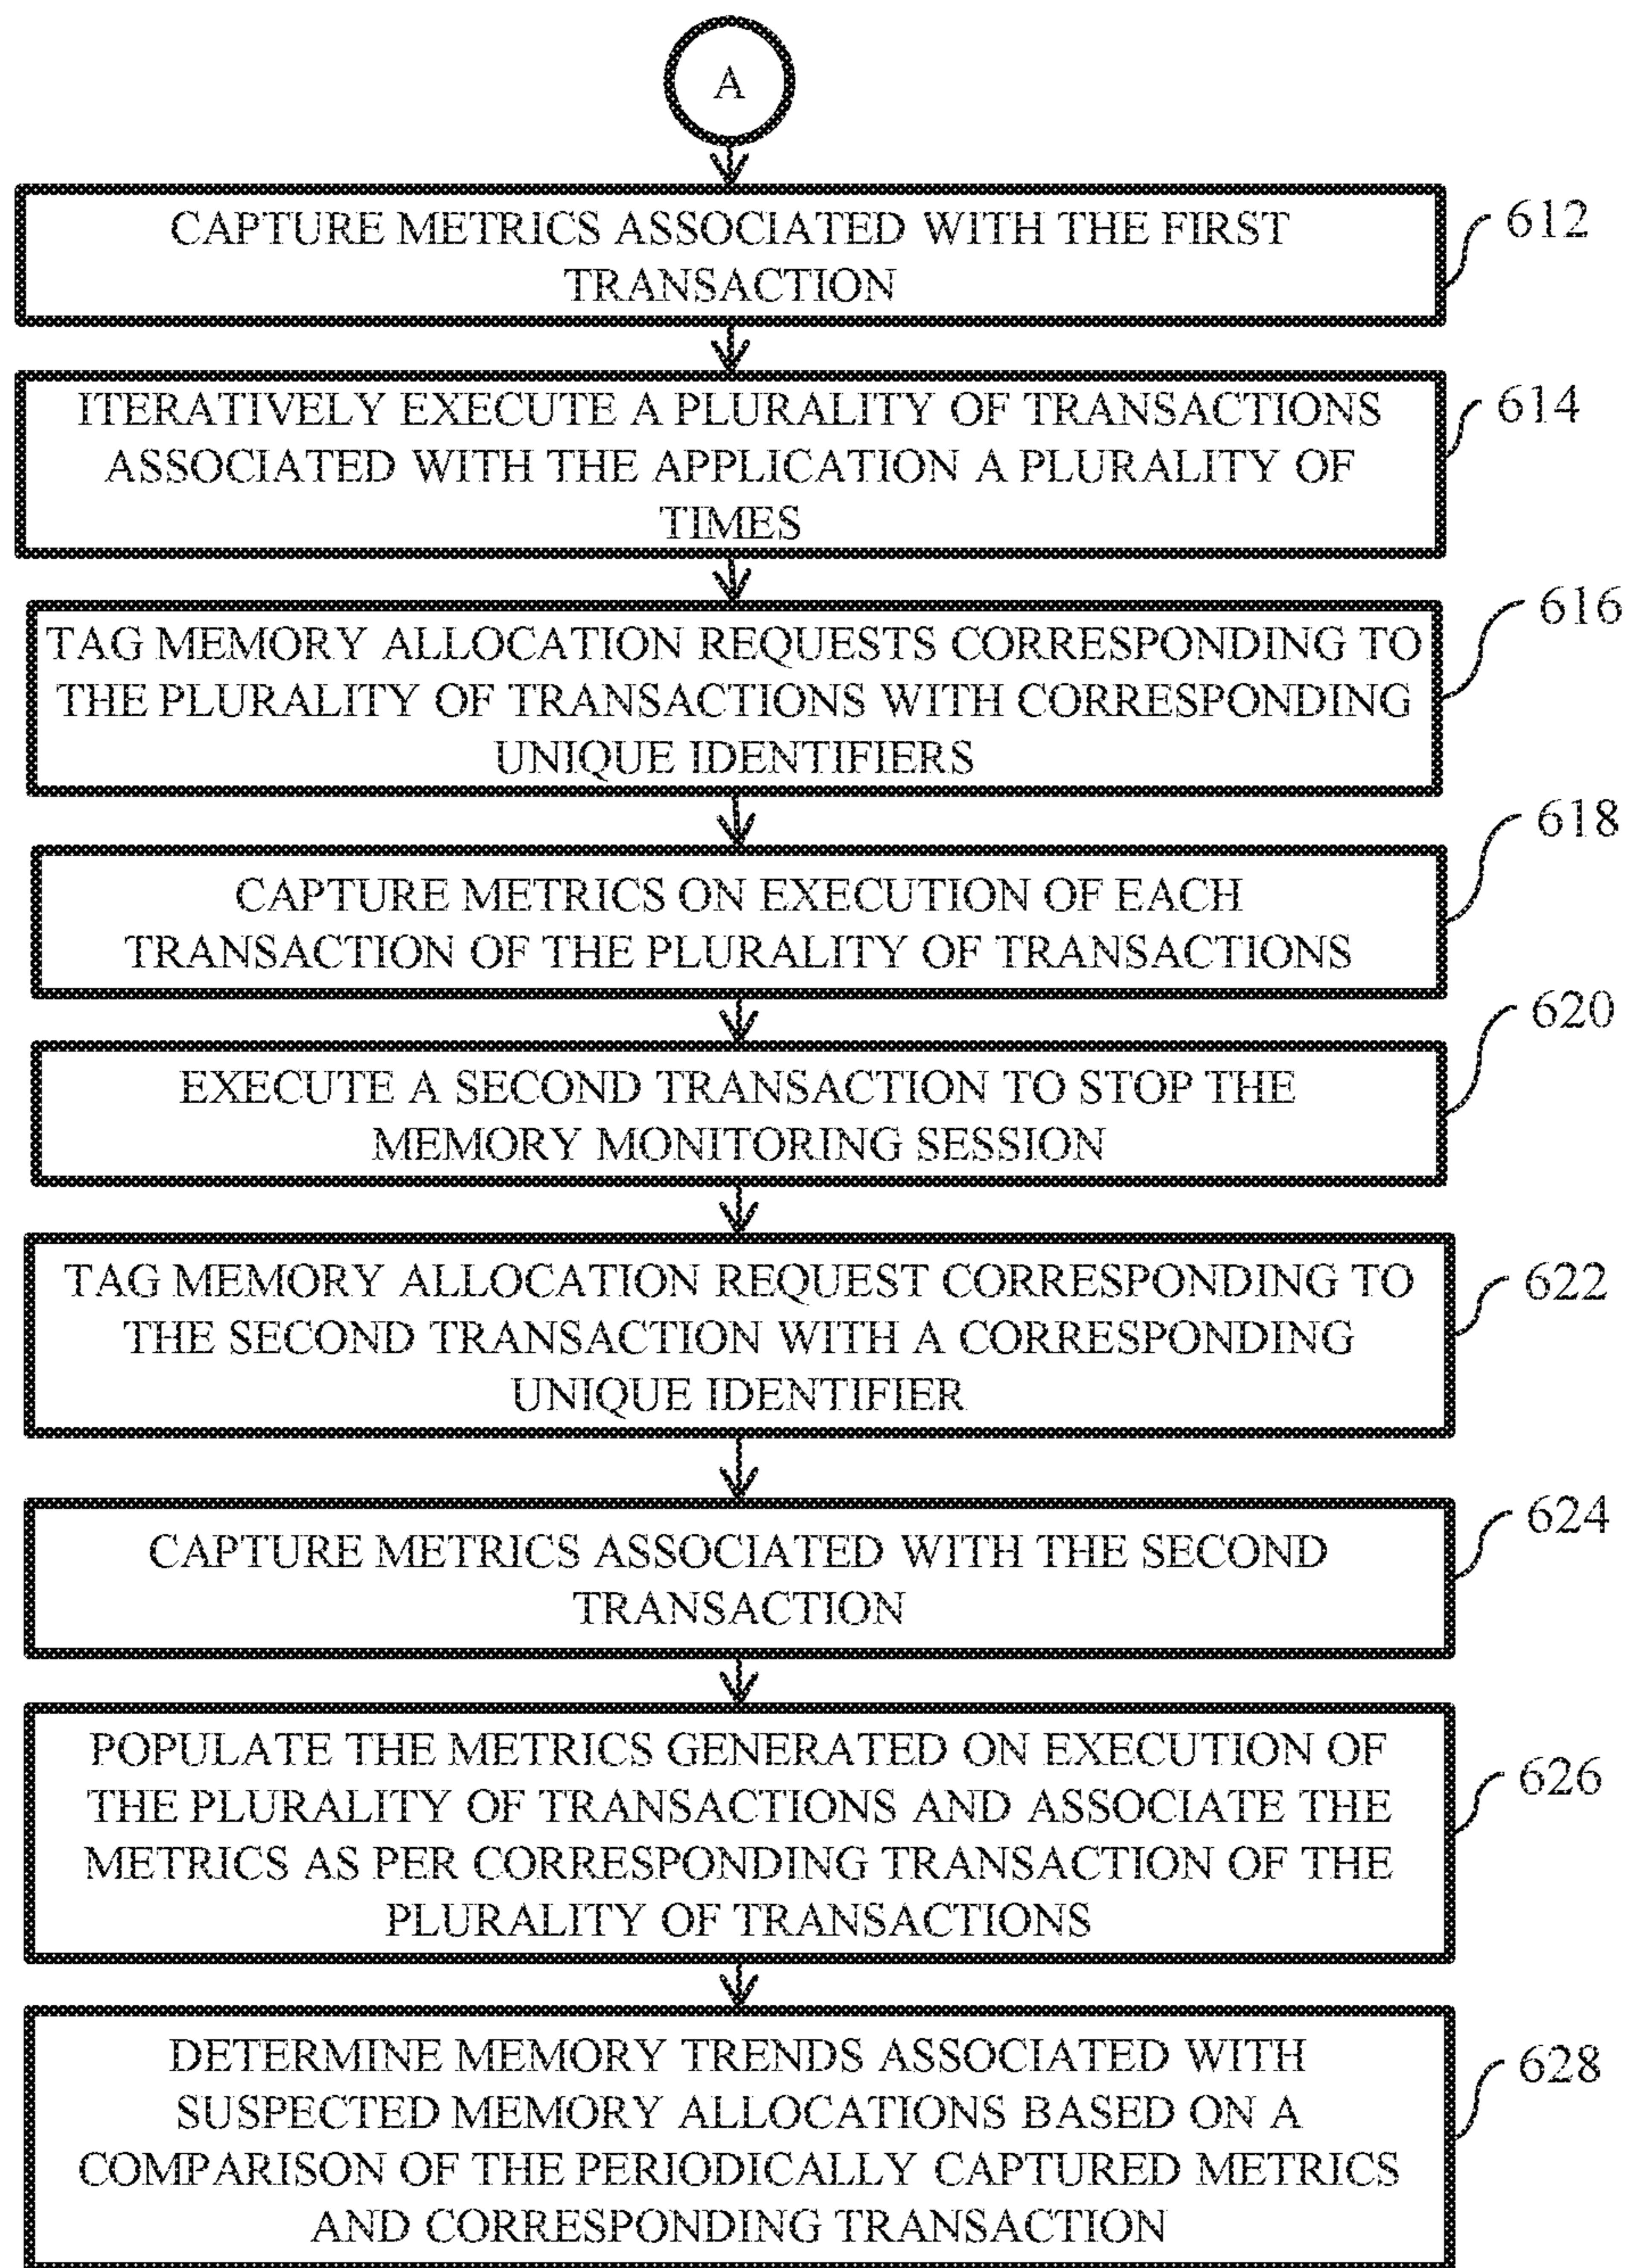 A
CAPTURE METRICS ASSOCIATED WITH THE FIRST
TRANSACTION
612
ITERATIVELY EXECUTE A PLURALITY OF TRANSACTIONS
ASSOCIATED WITH THE APPLICATION A PLURALITY OF
TIMES
614
TAG MEMORY ALLOCATION REQUESTS CORRESPONDING TO
THE PLURALITY OF TRANSACTIONS WITH CORRESPONDING
UNIQUE IDENTIFIERS
616
CAPTURE METRICS ON EXECUTION OF EACH
TRANSACTION OF THE PLURALITY OF TRANSACTIONS
618
EXECUTE A SECOND TRANSACTION TO STOP THE
MEMORY MONITORING SESSION
620
TAG MEMORY ALLOCATION REQUEST CORRESPONDING TO
THE SECOND TRANSACTION WITH A CORRESPONDING
UNIQUE IDENTIFIER
622
CAPTURE METRICS ASSOCIATED WITH THE SECOND
TRANSACTION
624
POPULATE THE METRICS GENERATED ON EXECUTION OF
THE PLURALITY OF TRANSACTIONS AND ASSOCIATE THE
METRICS AS PER CORRESPONDING TRANSACTION OF THE
PLURALITY OF TRANSACTIONS
626
DETERMINE MEMORY TRENDS ASSOCIATED WITH
SUSPECTED MEMORY ALLOCATIONS BASED ON A
COMPARISON OF THE PERIODICALLY CAPTURED METRICS
AND CORRESPONDING TRANSACTION
628